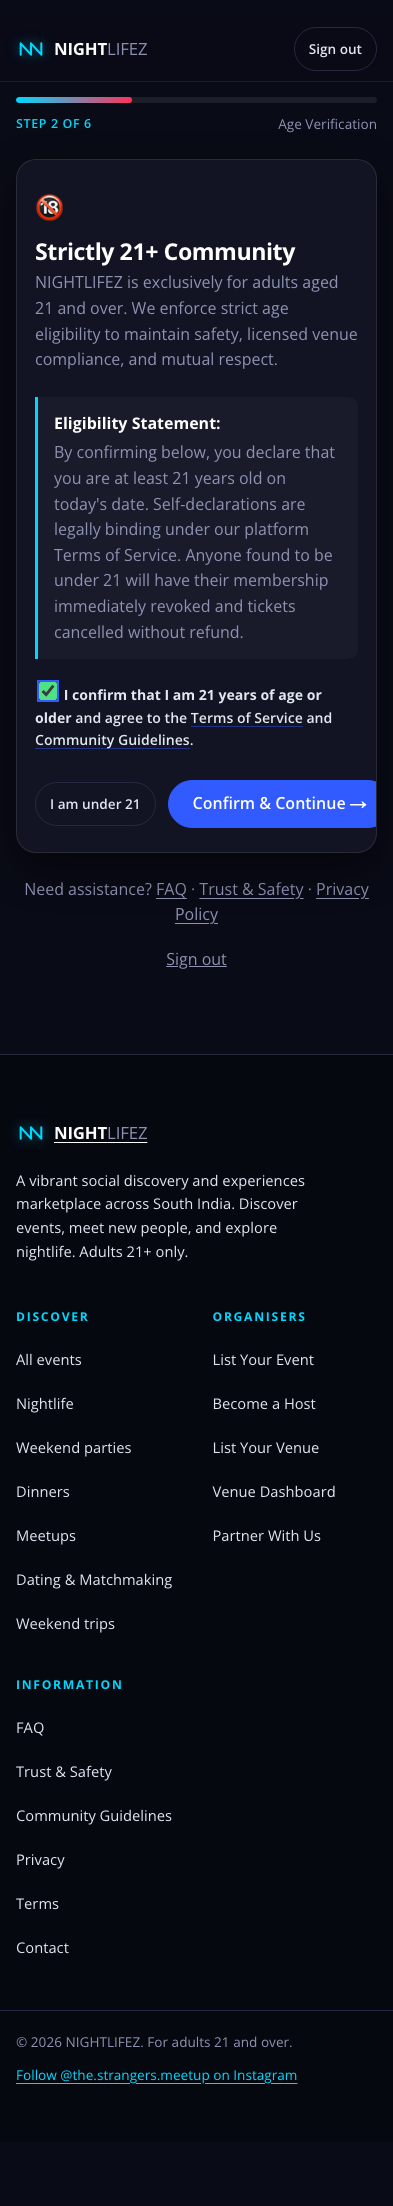 NIGHTLIFEZ
Sign out
STEP 2 OF 6
Age Verification
🔞
Strictly 21+ Community
NIGHTLIFEZ is exclusively for adults aged
21 and over. We enforce strict age
eligibility to maintain safety, licensed venue
compliance, and mutual respect.
Eligibility Statement:
By confirming below, you declare that
you are at least 21 years old on
today's date. Self-declarations are
legally binding under our platform
Terms of Service. Anyone found to be
under 21 will have their membership
immediately revoked and tickets
cancelled without refund.
I confirm that I am 21 years of age or
older and agree to the Terms of Service and
Community Guidelines.
I am under 21
Confirm & Continue →
Need assistance? FAQ · Trust & Safety · Privacy
Policy
Sign out
NIGHTLIFEZ
A vibrant social discovery and experiences
marketplace across South India. Discover
events, meet new people, and explore
nightlife. Adults 21+ only.
DISCOVER
All events
Nightlife
Weekend parties
Dinners
Meetups
Dating & Matchmaking
Weekend trips
ORGANISERS
List Your Event
Become a Host
List Your Venue
Venue Dashboard
Partner With Us
INFORMATION
FAQ
Trust & Safety
Community Guidelines
Privacy
Terms
Contact
© 2026 NIGHTLIFEZ. For adults 21 and over.
Follow @the.strangers.meetup on Instagram